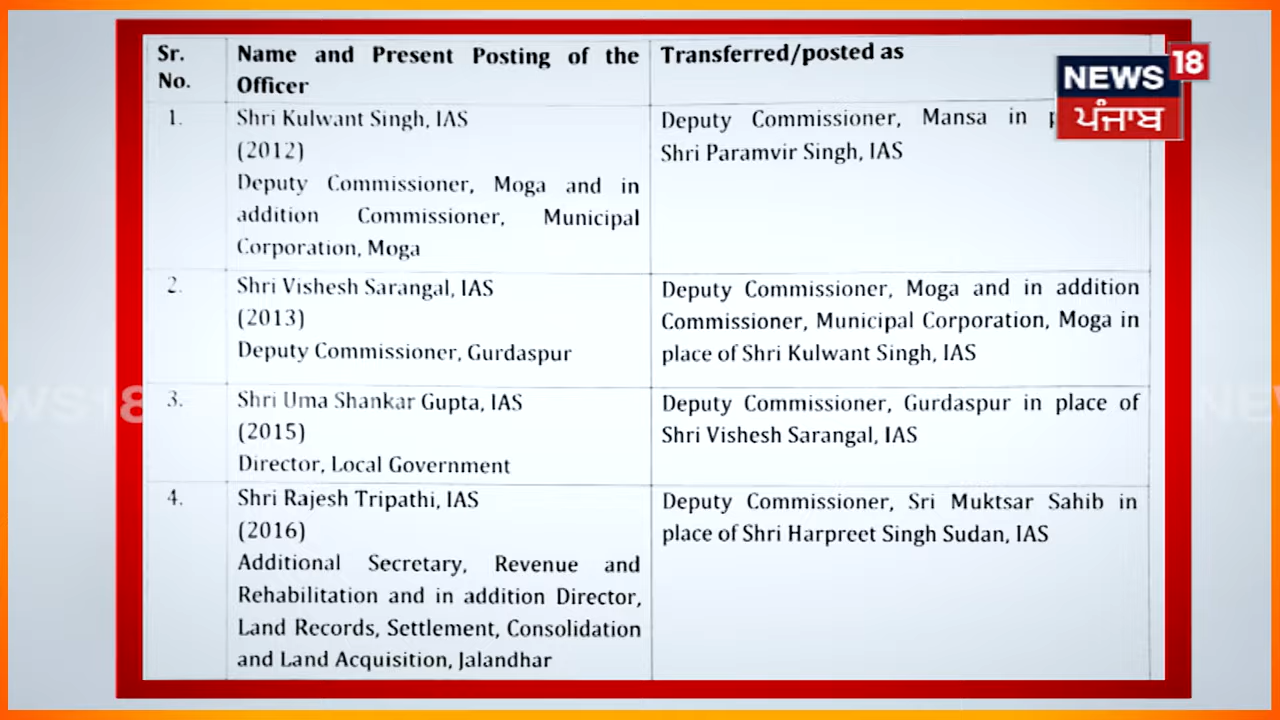 Sr. No.
Name and Present Posting of the Officer
Transferred/posted as
NEWS 18
ਪੰਜਾਬ
1.
Shri Kulwant Singh, IAS
(2012)
Deputy Commissioner, Moga and in
addition Commissioner, Municipal
Corporation, Moga
Deputy Commissioner, Mansa in
Shri Paramvir Singh, IAS
2.
Shri Vishesh Sarangal, IAS
(2013)
Deputy Commissioner, Gurdaspur
Deputy Commissioner, Moga and in addition
Commissioner, Municipal Corporation, Moga in
place of Shri Kulwant Singh, IAS
3.
Shri Uma Shankar Gupta, IAS
(2015)
Director, Local Government
Deputy Commissioner, Gurdaspur in place of
Shri Vishesh Sarangal, IAS
4.
Shri Rajesh Tripathi, IAS
(2016)
Additional Secretary, Revenue and
Rehabilitation and in addition Director,
Land Records, Settlement, Consolidation
and Land Acquisition, Jalandhar
Deputy Commissioner, Sri Muktsar Sahib in
place of Shri Harpreet Singh Sudan, IAS